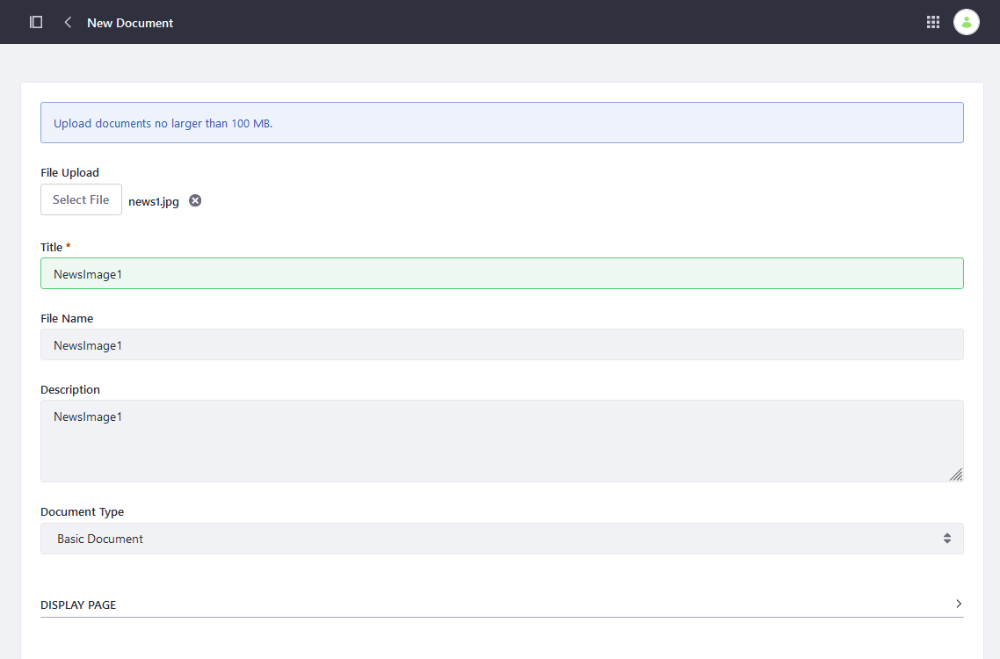 New Document
Upload documents no larger than 100 MB.
File Upload
Select File news1.jpg
Title *
NewsImage1
File Name
NewsImage1
Description
NewsImage1
Document Type
Basic Document
DISPLAY PAGE